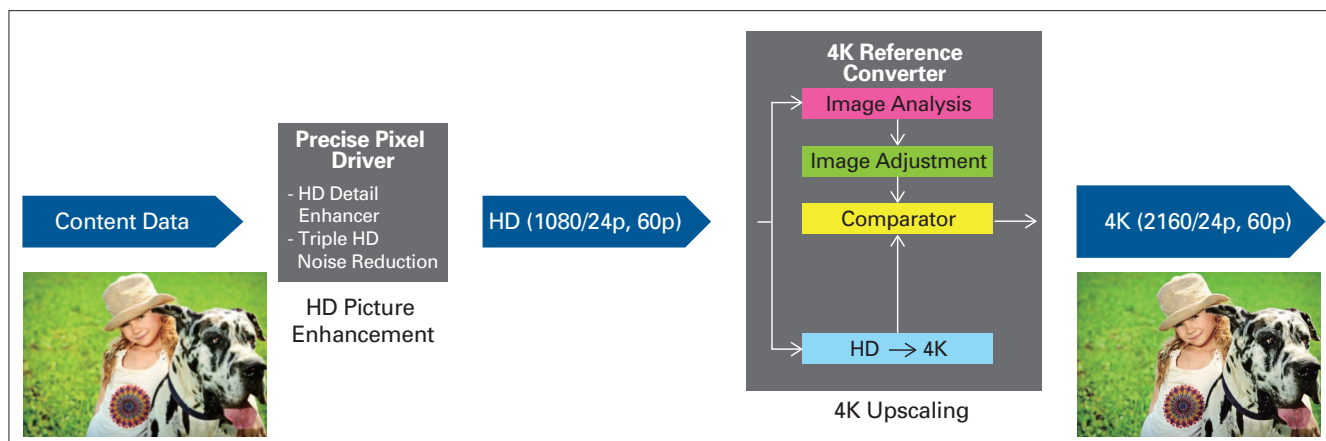 Content Data
Precise Pixel
Driver
- HD Detail
Enhancer
- Triple HD
Noise Reduction
HD Picture
Enhancement
HD (1080/24p, 60p)
4K Reference
Converter
Image Analysis
Image Adjustment
Comparator
HD → 4K
4K Upscaling
4K (2160/24p, 60p)